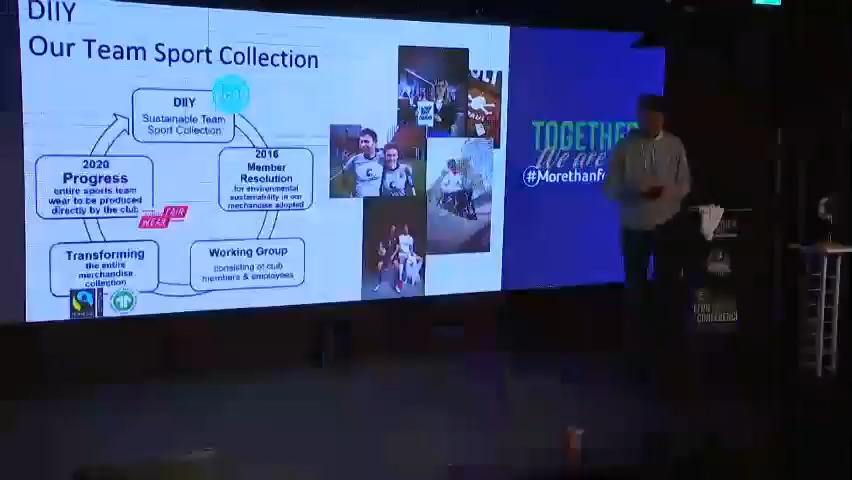 DIIY
Our Team Sport Collection
DIIY
Sustainable Team
Sport Collection
2016
Member
Resolution
for environmental
sustainability in our
mechandise adopted
Working Group
consisting of club
members & employees
Transforming
the entire
merchandise
collection
2020
Progress
entire sports team
wear to be produced
directly by the club
FAIR
WEAR
TOGETHER
We are
#Morethanfo
CONFERENCE